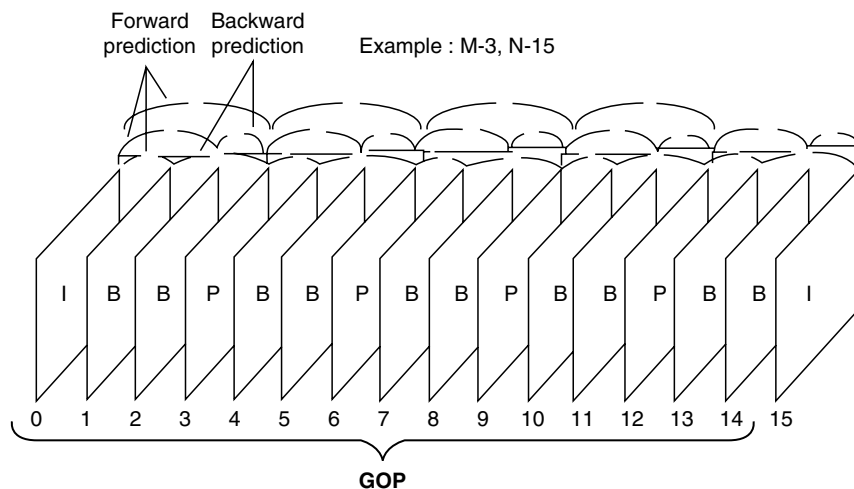 Forward prediction
Backward prediction
Example : M-3, N-15
I B B P B B P B B P B B P B B I
0 1 2 3 4 5 6 7 8 9 10 11 12 13 14 15
GOP